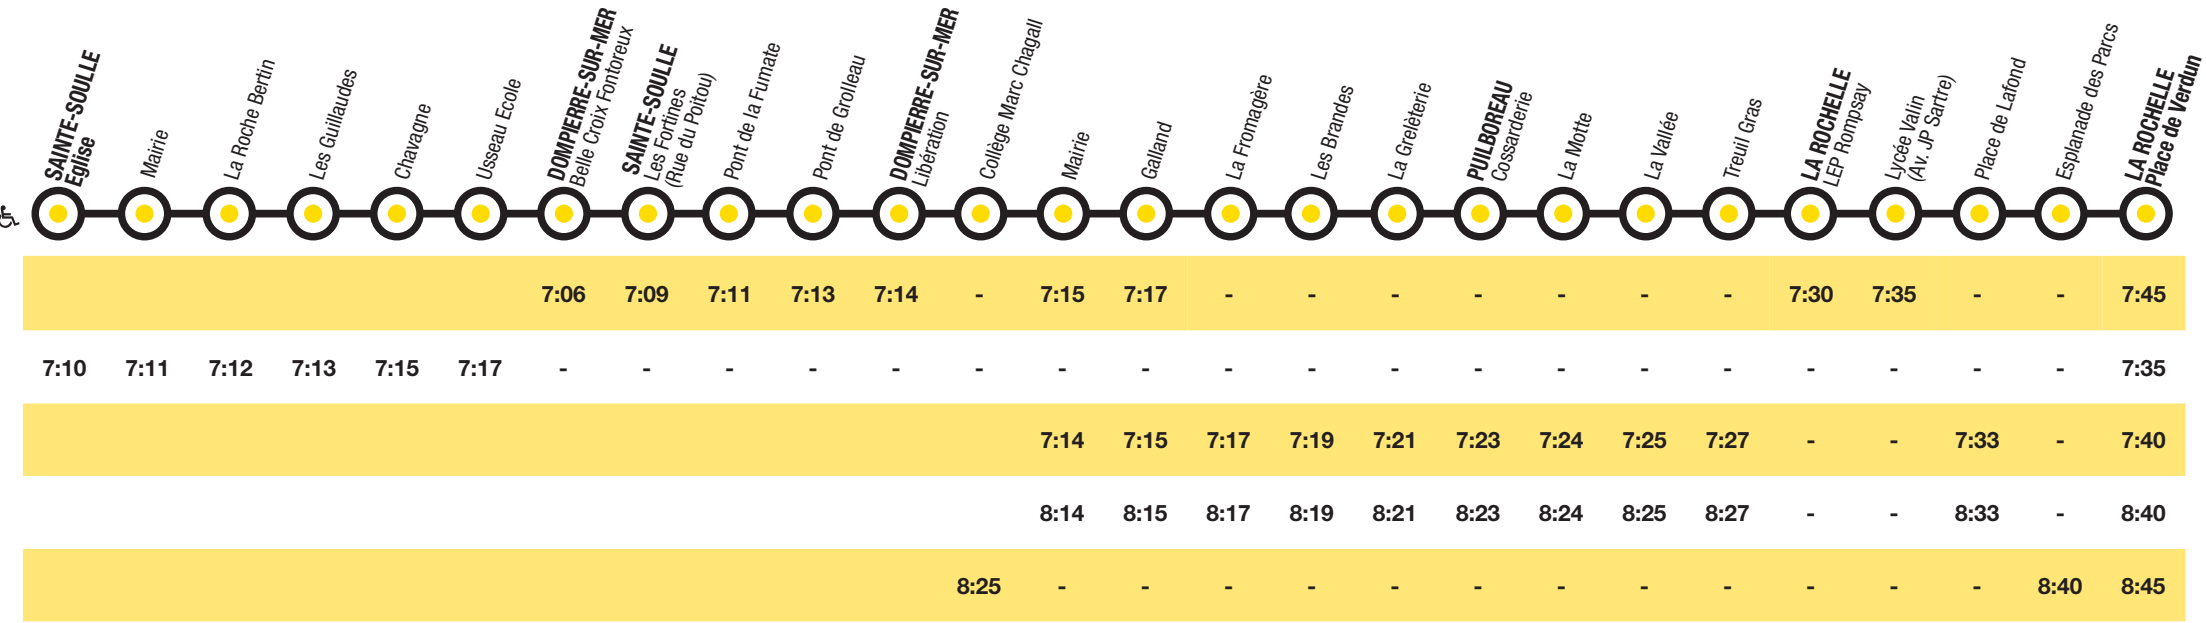 SAINTE-SOULLE
Eglise
Mairie
La Roche Bertin
Les Guillaudes
Chavagne
Usseau Ecole
DOMPIERRE-SUR-MER
Belle Croix Fontoreux
SAINTE-SOULLE
Les Fortines
(Rue du Poitou)
Pont de la Fumate
Pont de Grolleau
DOMPIERRE-SUR-MER
Libération
Collège Marc Chagall
Mairie
Galland
La Fromagère
Les Brandes
La Greleterie
PUILBOREAU
Cossarderie
La Motte
La Vallée
Treuil Gras
LA ROCHELLE
LEP Rompsay
Lycée Valin
(Av. JP Sartre)
Place de Lafond
Esplanade des Parcs
LA ROCHELLE
Place de Verdun
7:06 7:09 7:11 7:13 7:14 - 7:15 7:17 - - - - - - - 7:30 7:35 - - 7:45
7:10 7:11 7:12 7:13 7:15 7:17 - - - - - - - - - - - - - - - - - - - 7:35
7:14 7:15 7:17 7:19 7:21 7:23 7:24 7:25 7:27 - - 7:33 - 7:40
8:14 8:15 8:17 8:19 8:21 8:23 8:24 8:25 8:27 - - 8:33 - 8:40
8:25 - - - - - - - - - - - - 8:40 8:45